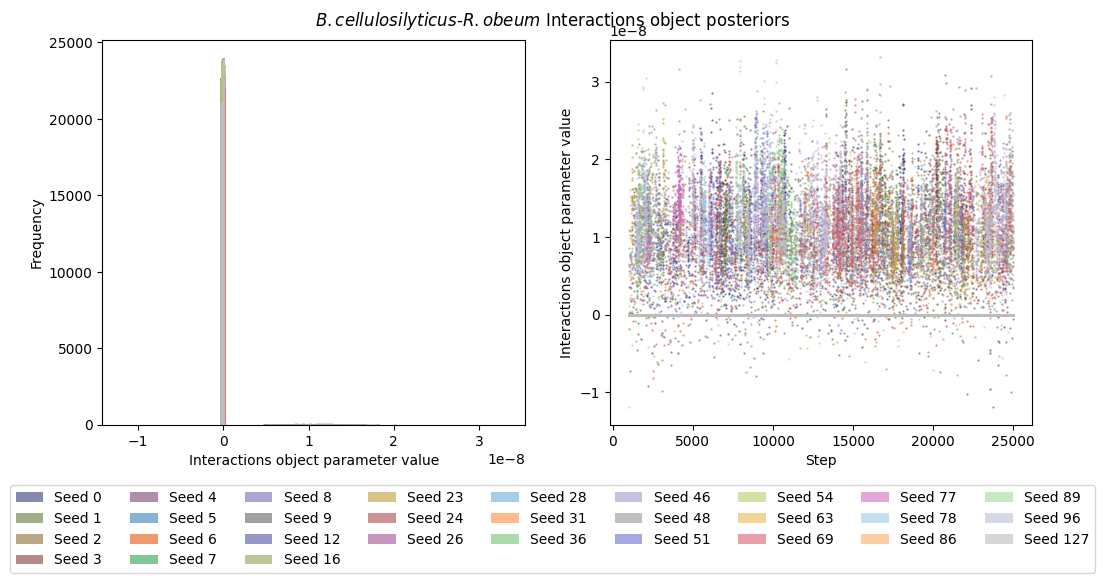 B. cellulosilyticus-R. obeum Interactions object posteriors
25000
20000
15000
10000
5000
0
Frequency
−1 0 1 2 3
1e−8
Interactions object parameter value
1e−8
3
2
1
0
−1
Interactions object parameter value
0 5000 10000 15000 20000 25000
Step
Seed 0 Seed 4 Seed 8 Seed 23 Seed 28 Seed 46 Seed 54 Seed 77 Seed 89
Seed 1 Seed 5 Seed 9 Seed 24 Seed 31 Seed 48 Seed 63 Seed 78 Seed 96
Seed 2 Seed 6 Seed 12 Seed 26 Seed 36 Seed 51 Seed 69 Seed 86 Seed 127
Seed 3 Seed 7 Seed 16